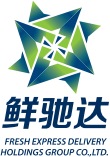 鲜驰达
FRESH EXPRESS DELIVERY
HOLDINGS GROUP CO.,LTD.